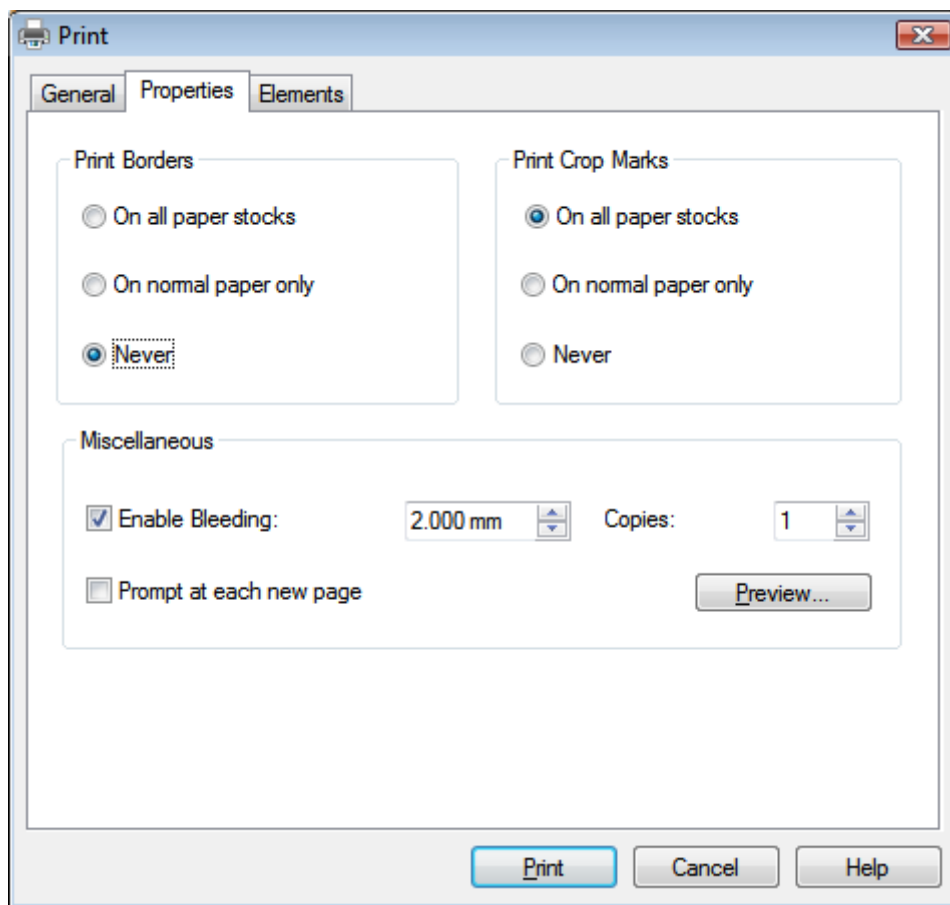 Print
General Properties Elements
Print Borders
On all paper stocks
On normal paper only
Never
Print Crop Marks
On all paper stocks
On normal paper only
Never
Miscellaneous
Enable Bleeding: 2.000 mm Copies: 1
Prompt at each new page Preview...
Print Cancel Help